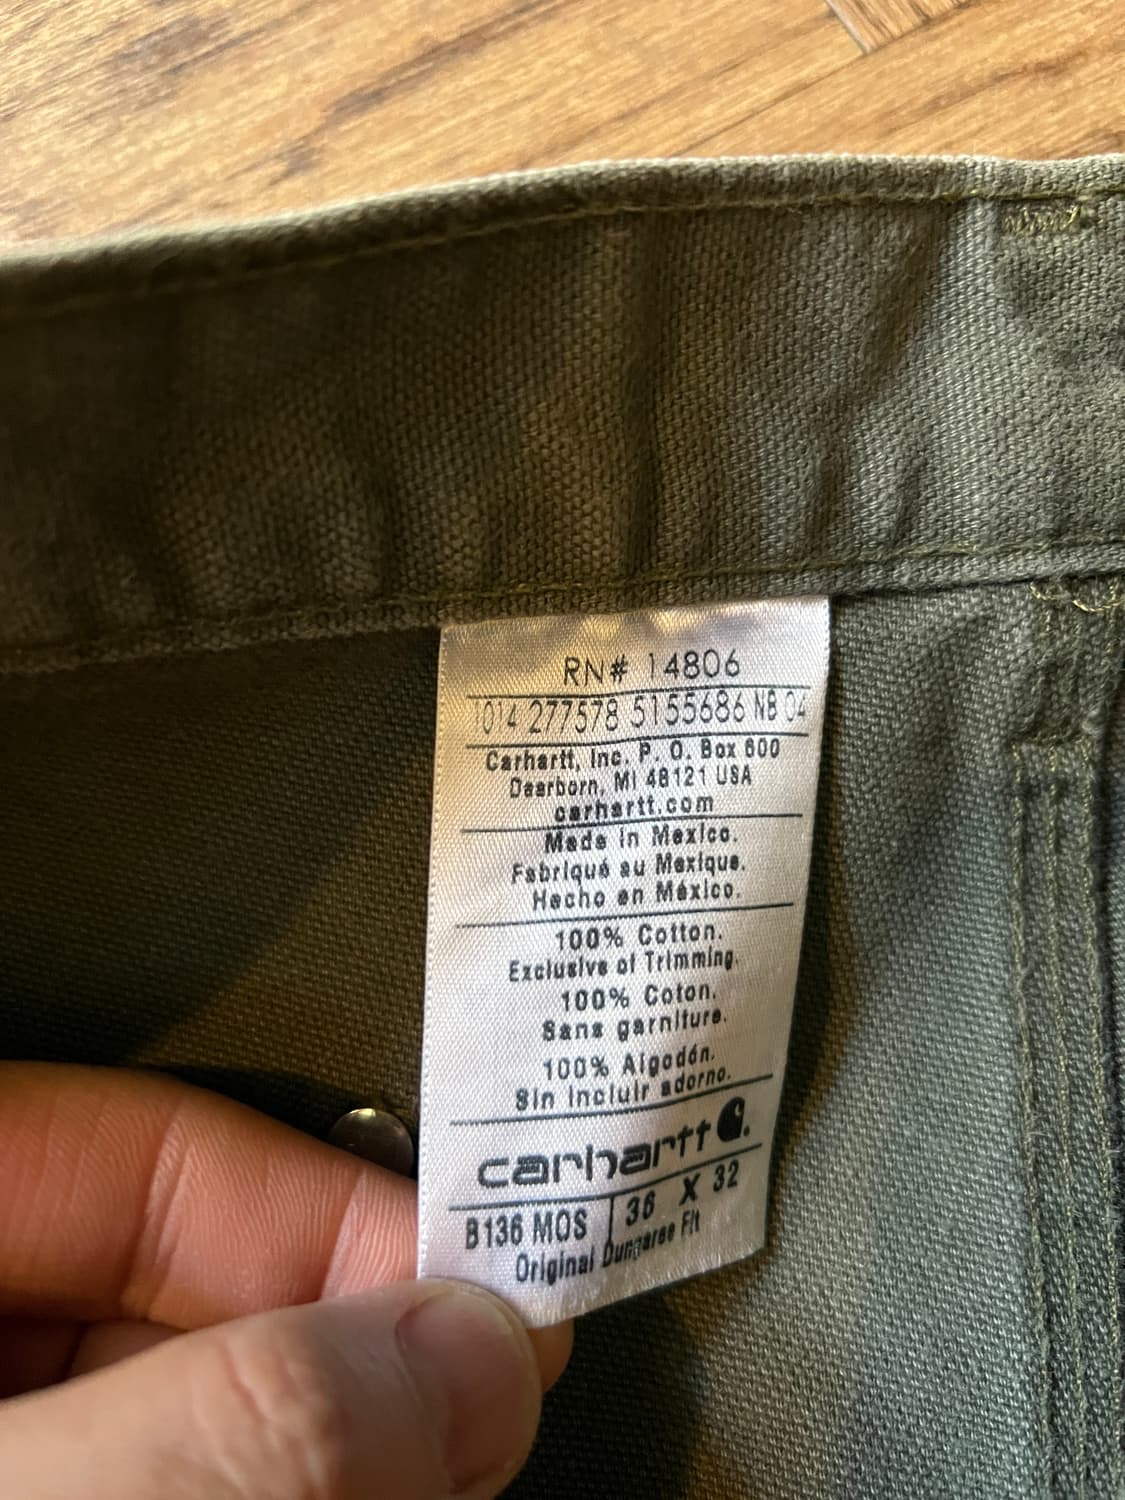 RN# 14806
1014 277578 5155686 NB 04
Carhartt, Inc. P. O. Box 600
Dearborn, MI 48121 USA
carhartt.com
Made in Mexico.
Fabriqué au Mexique.
Hecho en México.
100% Cotton.
Exclusive of Trimming.
100% Coton.
Sans garniture.
100% Algodón.
Sin incluir adorno.
carhartt
B136 MOS 36 X 32
Original Dungaree Fit